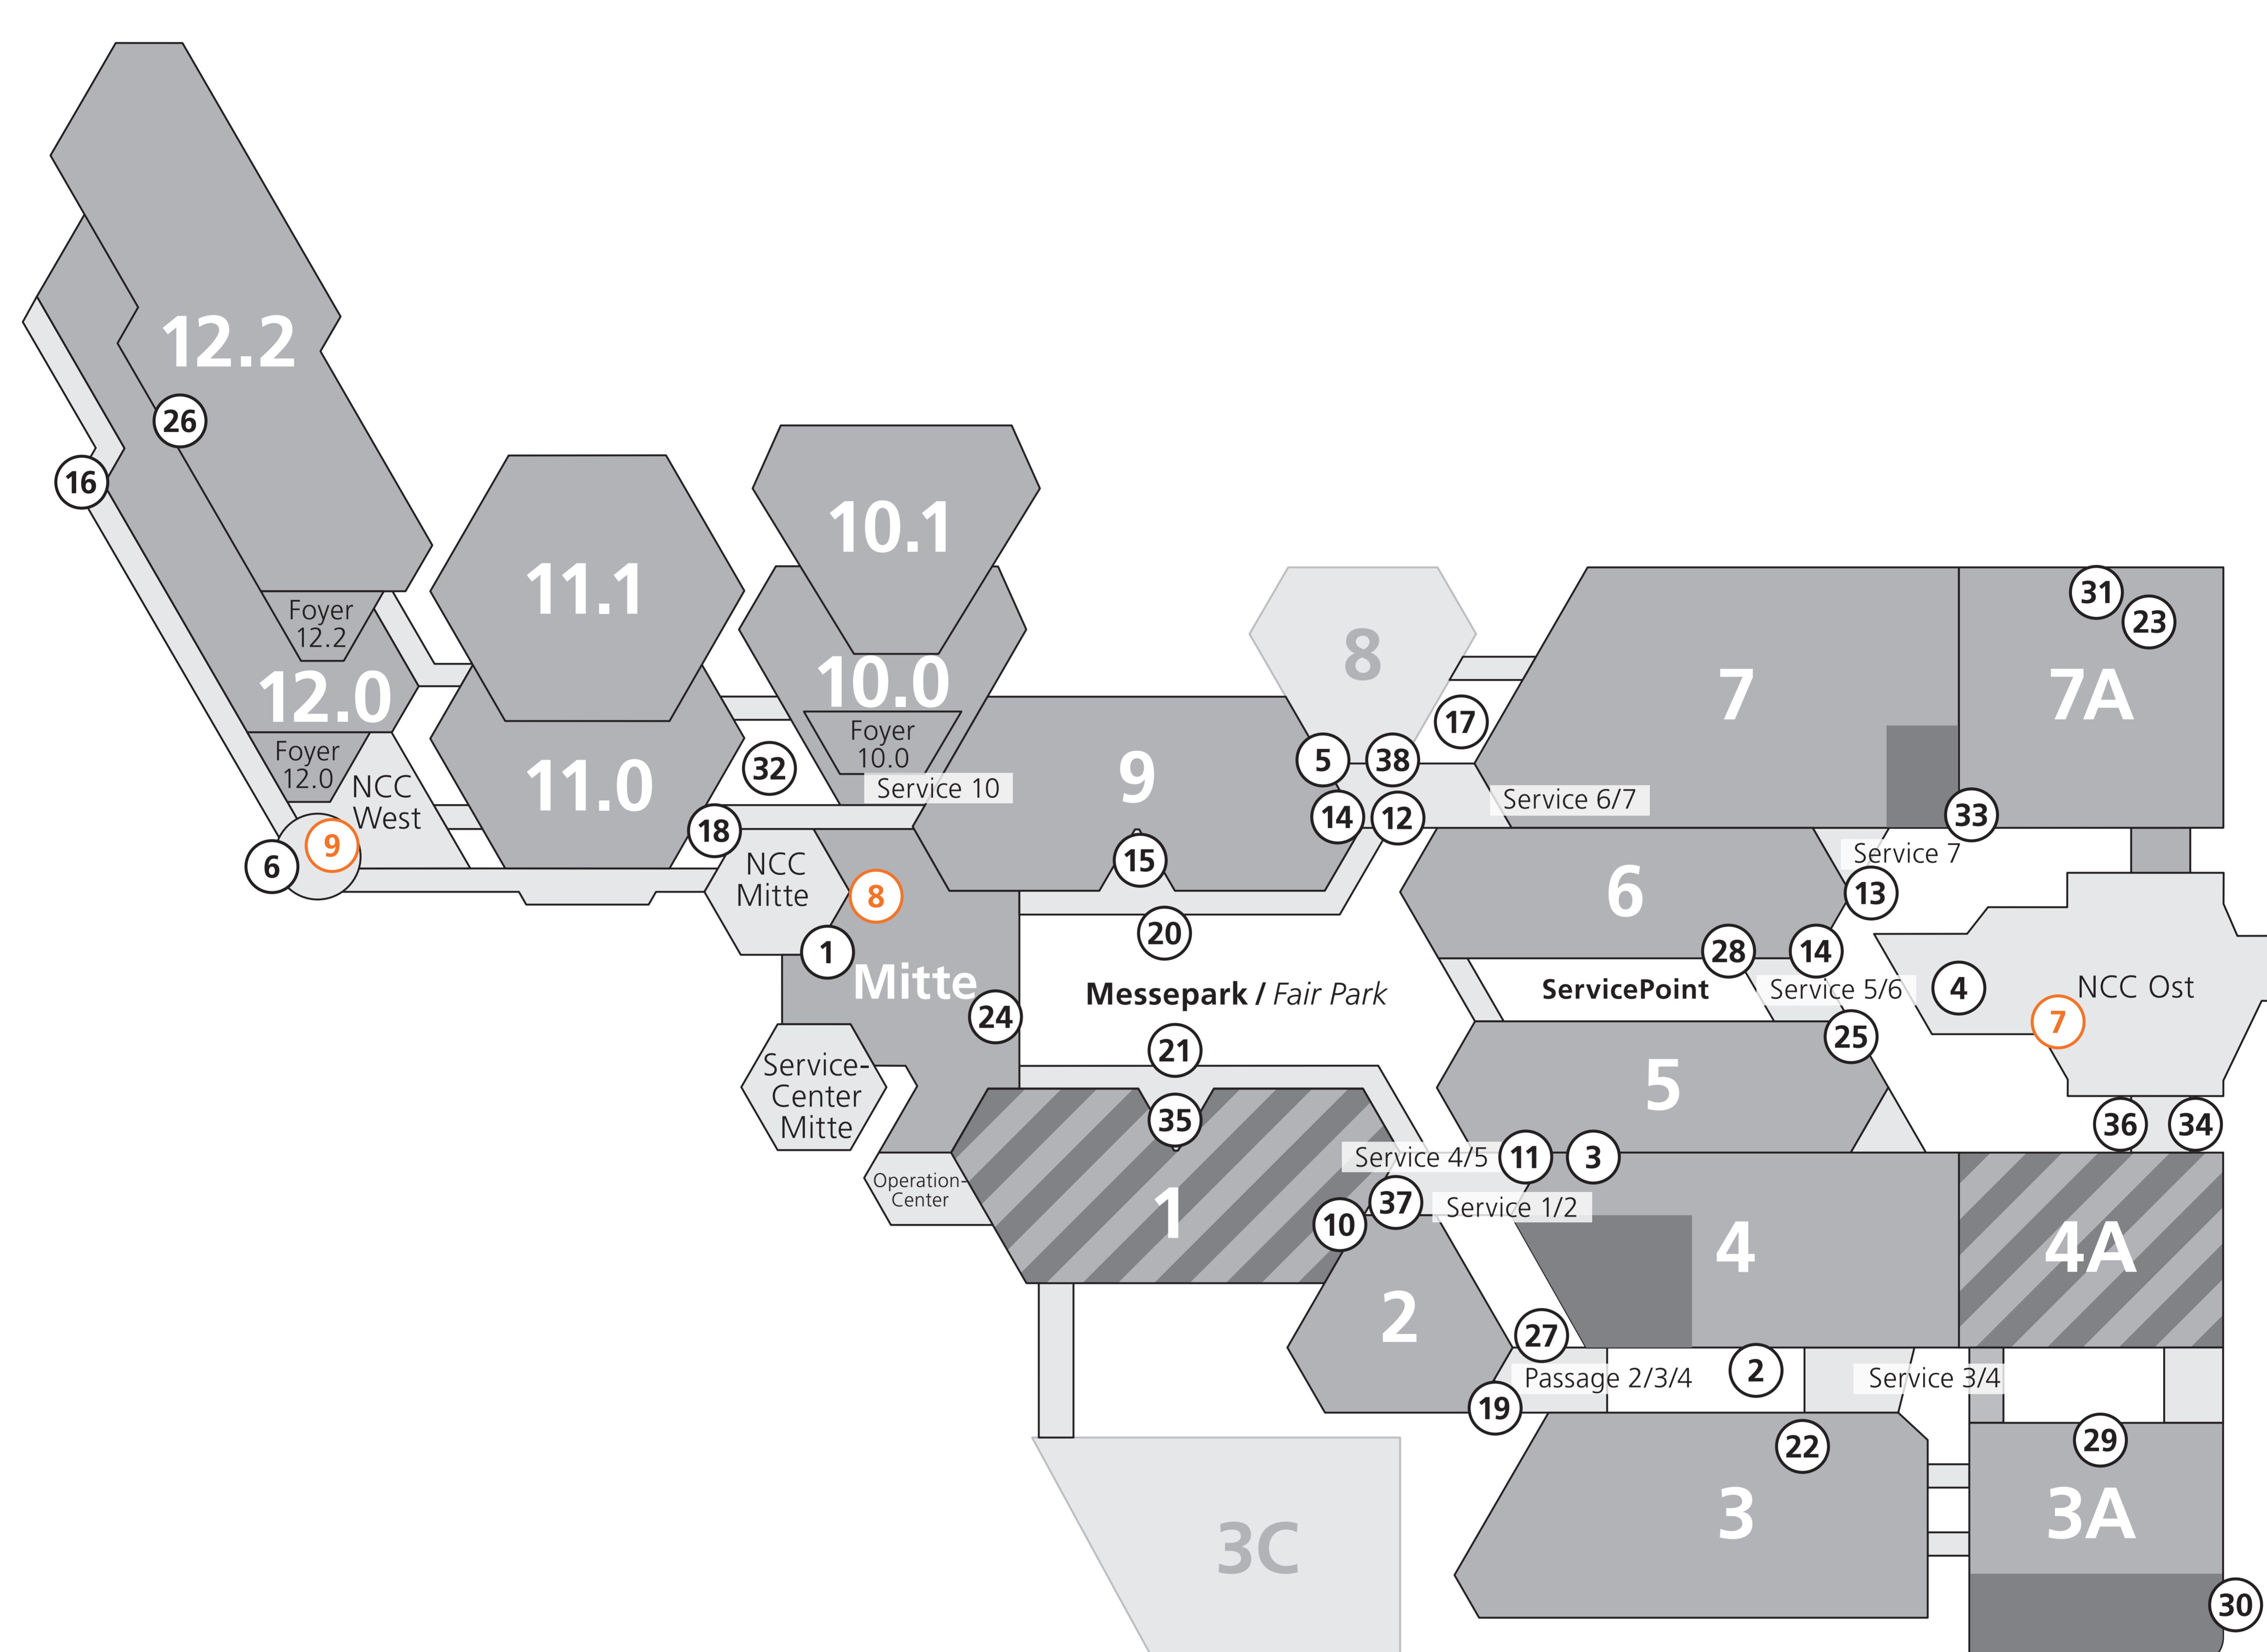 12.2
26
16
10.1
11.1
31
7A
23
Foyer
12.2
8
10.0
7
12.0
17
Foyer
10.0
Foyer
12.0
NCC
West
11.0
32
9
5
38
Service 10
Service 6/7
14
12
33
18
9
6
15
Service 7
NCC
Mitte
8
6
13
20
1
28
14
Mitte
24
Messepark / Fair Park
ServicePoint
Service 5/6
4
NCC Ost
7
21
25
Service-
Center
Mitte
5
35
36
34
Service 4/5
11
3
Operation-
Center
37
Service 1/2
1
10
4
4A
2
27
Passage 2/3/4
2
Service 3/4
19
22
29
3
3A
3C
30